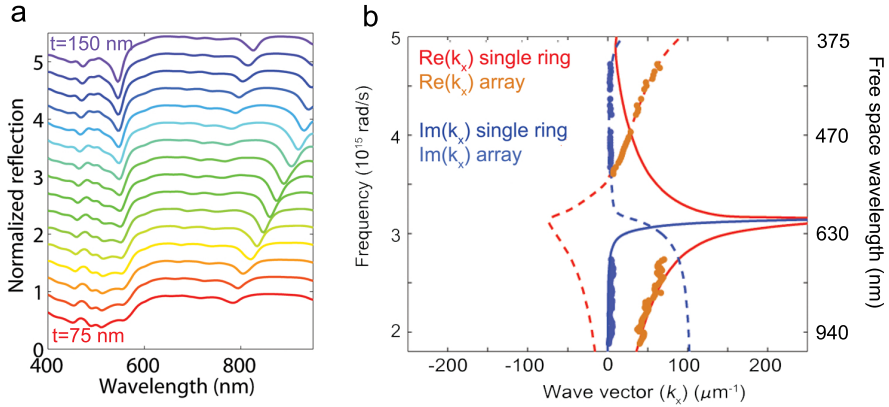 a
b
Normalized reflection
5
4
3
2
1
0
t=150 nm
t=75 nm
400
600
800
Wavelength (nm)
Frequency (10¹⁵ rad/s)
5
4
3
2
Re(kₓ) single ring
Re(kₓ) array
Im(kₓ) single ring
Im(kₓ) array
375
470
630
940
Free space wavelength (nm)
-200
-100
0
100
200
Wave vector (kₓ) (μm⁻¹)